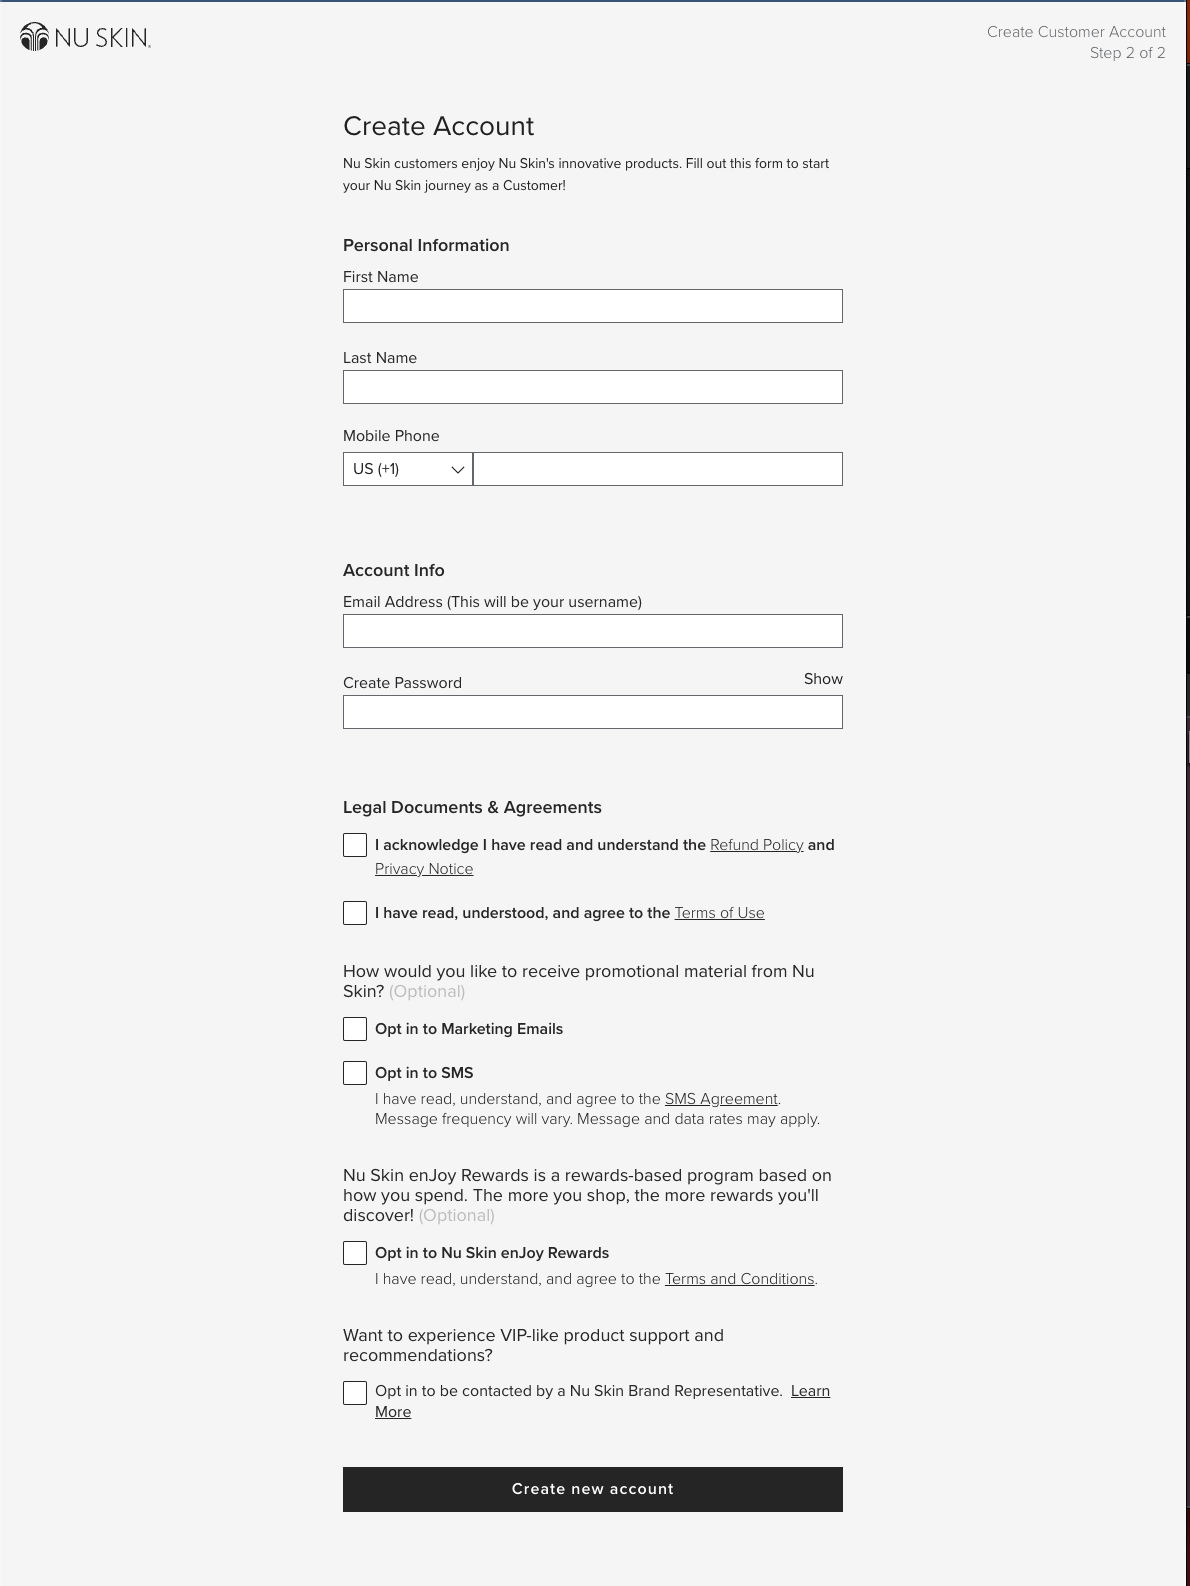 NU SKIN.
Create Customer Account
Step 2 of 2
Create Account
Nu Skin customers enjoy Nu Skin's innovative products. Fill out this form to start
your Nu Skin journey as a Customer!
Personal Information
First Name
Last Name
Mobile Phone
US (+1)
Account Info
Email Address (This will be your username)
Create Password
Show
Legal Documents & Agreements
I acknowledge I have read and understand the Refund Policy and
Privacy Notice
I have read, understood, and agree to the Terms of Use
How would you like to receive promotional material from Nu
Skin? (Optional)
Opt in to Marketing Emails
Opt in to SMS
I have read, understand, and agree to the SMS Agreement.
Message frequency will vary. Message and data rates may apply.
Nu Skin enJoy Rewards is a rewards-based program based on
how you spend. The more you shop, the more rewards you'll
discover! (Optional)
Opt in to Nu Skin enJoy Rewards
I have read, understand, and agree to the Terms and Conditions.
Want to experience VIP-like product support and
recommendations?
Opt in to be contacted by a Nu Skin Brand Representative. Learn
More
Create new account